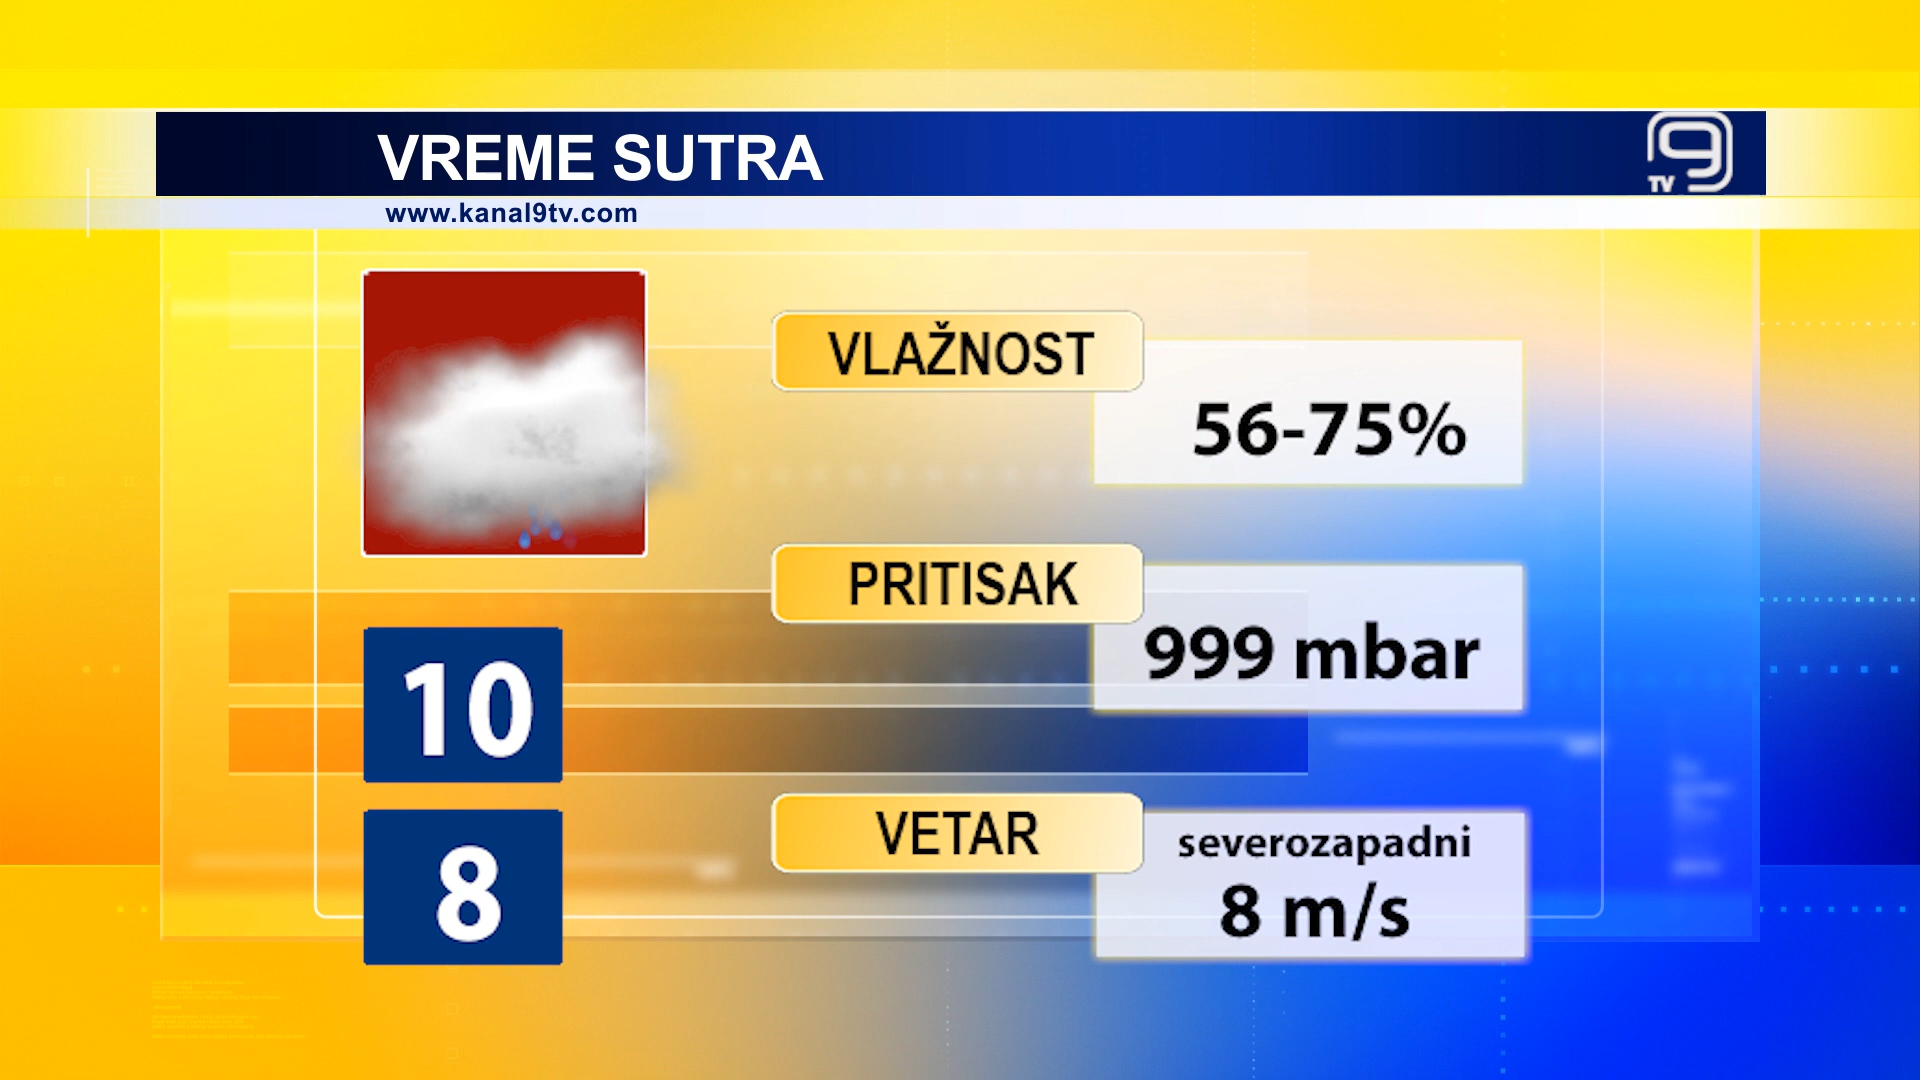 VREME SUTRA
TV 9
www.kanal9tv.com
VLAŽNOST
56-75%
PRITISAK
999 mbar
10
VETAR
severozapadni
8 m/s
8